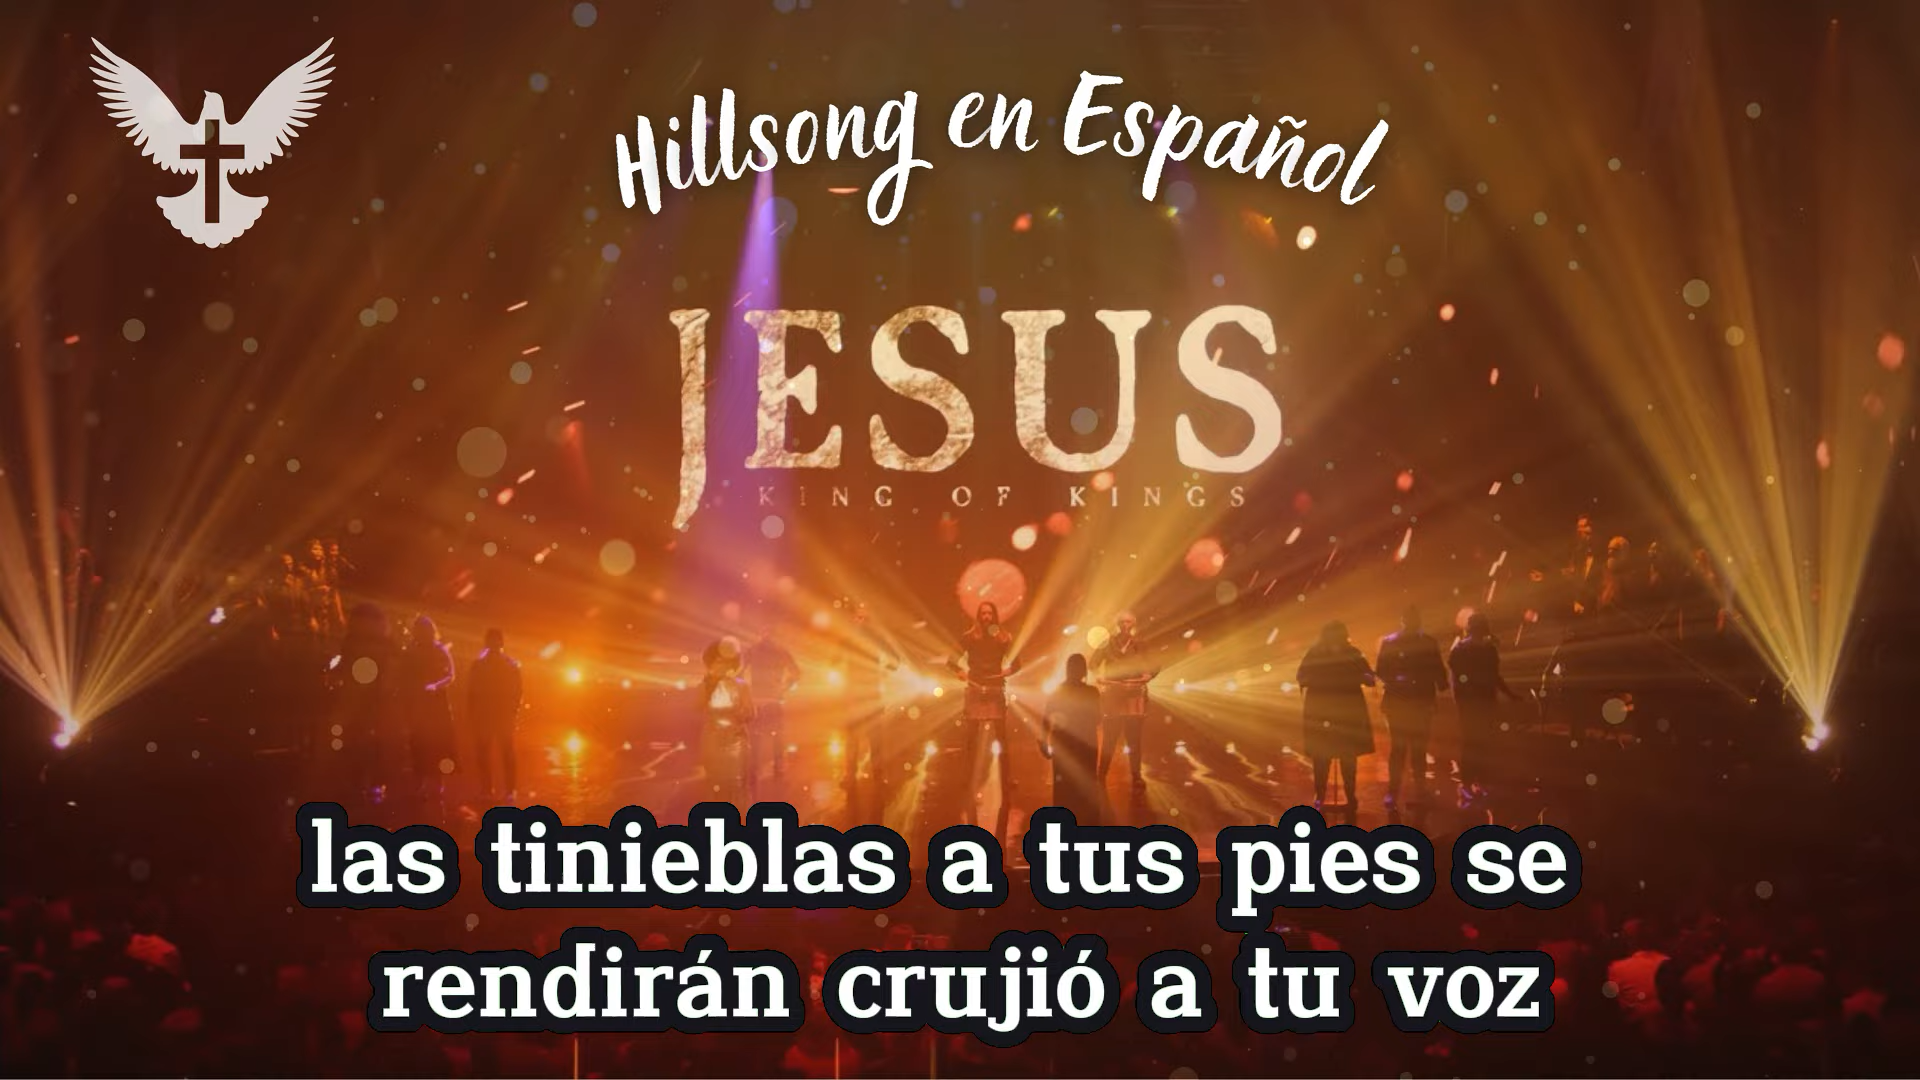 Hillsong en Español
JESUS
KING OF KINGS
las tinieblas a tus pies se
rendirán crujió a tu voz